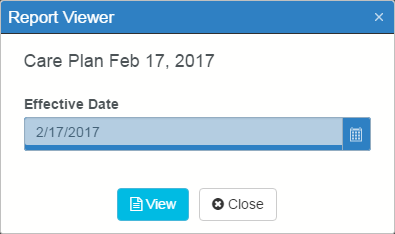 Report Viewer
Care Plan Feb 17, 2017
Effective Date
2/17/2017
View Close